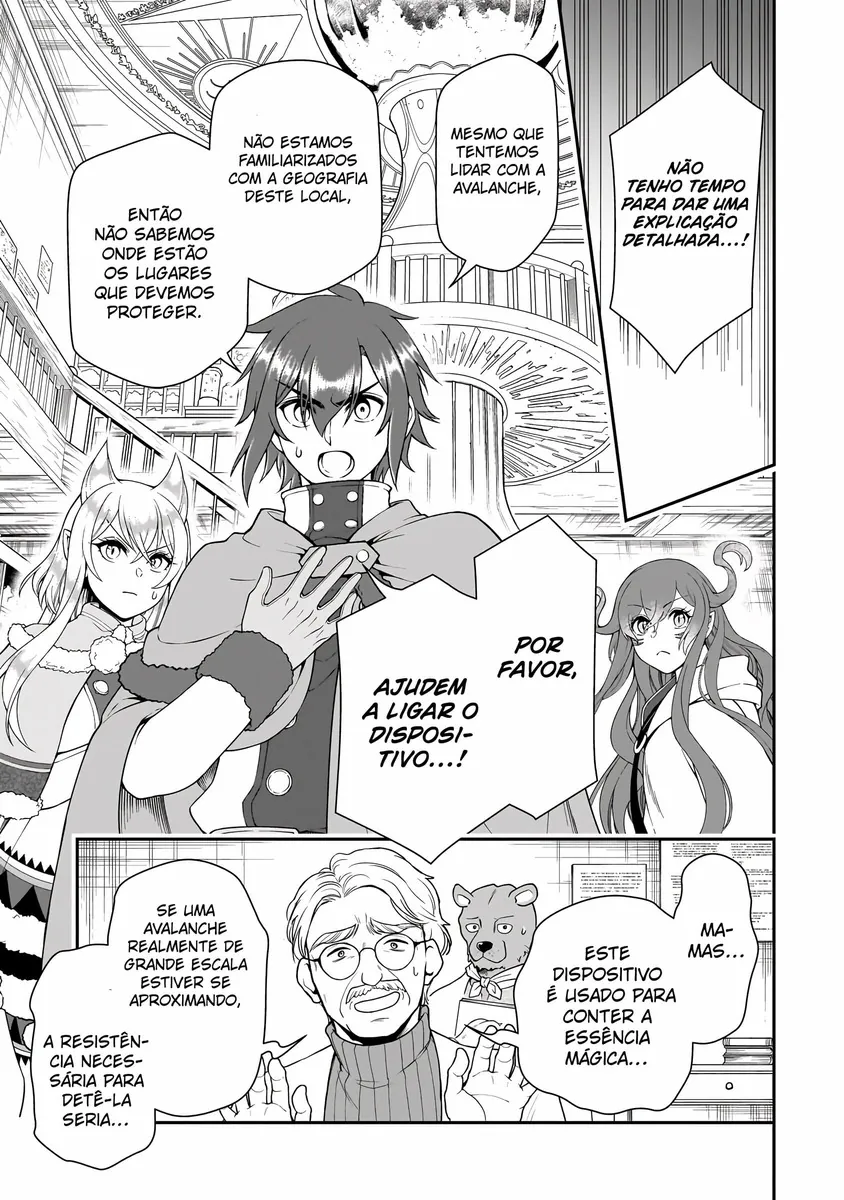 NÃO
TENHO TEMPO
PARA DAR UMA
EXPLICAÇÃO
DETALHADA...!
MESMO QUE
TENTEMOS
LIDAR COM A
AVALANCHE,
NÃO ESTAMOS
FAMILIARIZADOS
COM A GEOGRAFIA
DESTE LOCAL,
ENTÃO
NÃO SABEMOS
ONDE ESTÃO
OS LUGARES
QUE DEVEMOS
PROTEGER.
POR
FAVOR,
AJUDEM
A LIGAR O
DISPOSI-
TIVO...!
MA-
MAS...
ESTE
DISPOSITIVO
É USADO PARA
CONTER A
ESSÊNCIA
MÁGICA...
SE UMA
AVALANCHE
REALMENTE DE
GRANDE ESCALA
ESTIVER SE
APROXIMANDO,
A RESISTÊN-
CIA NECES-
SÁRIA PARA
DETÊ-LA
SERIA...